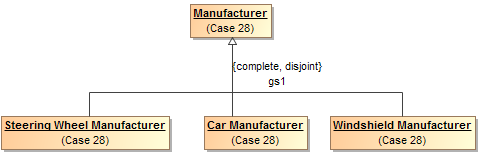 Manufacturer
(Case 28)
{complete, disjoint}
gs1
Steering Wheel Manufacturer
(Case 28)
Car Manufacturer
(Case 28)
Windshield Manufacturer
(Case 28)